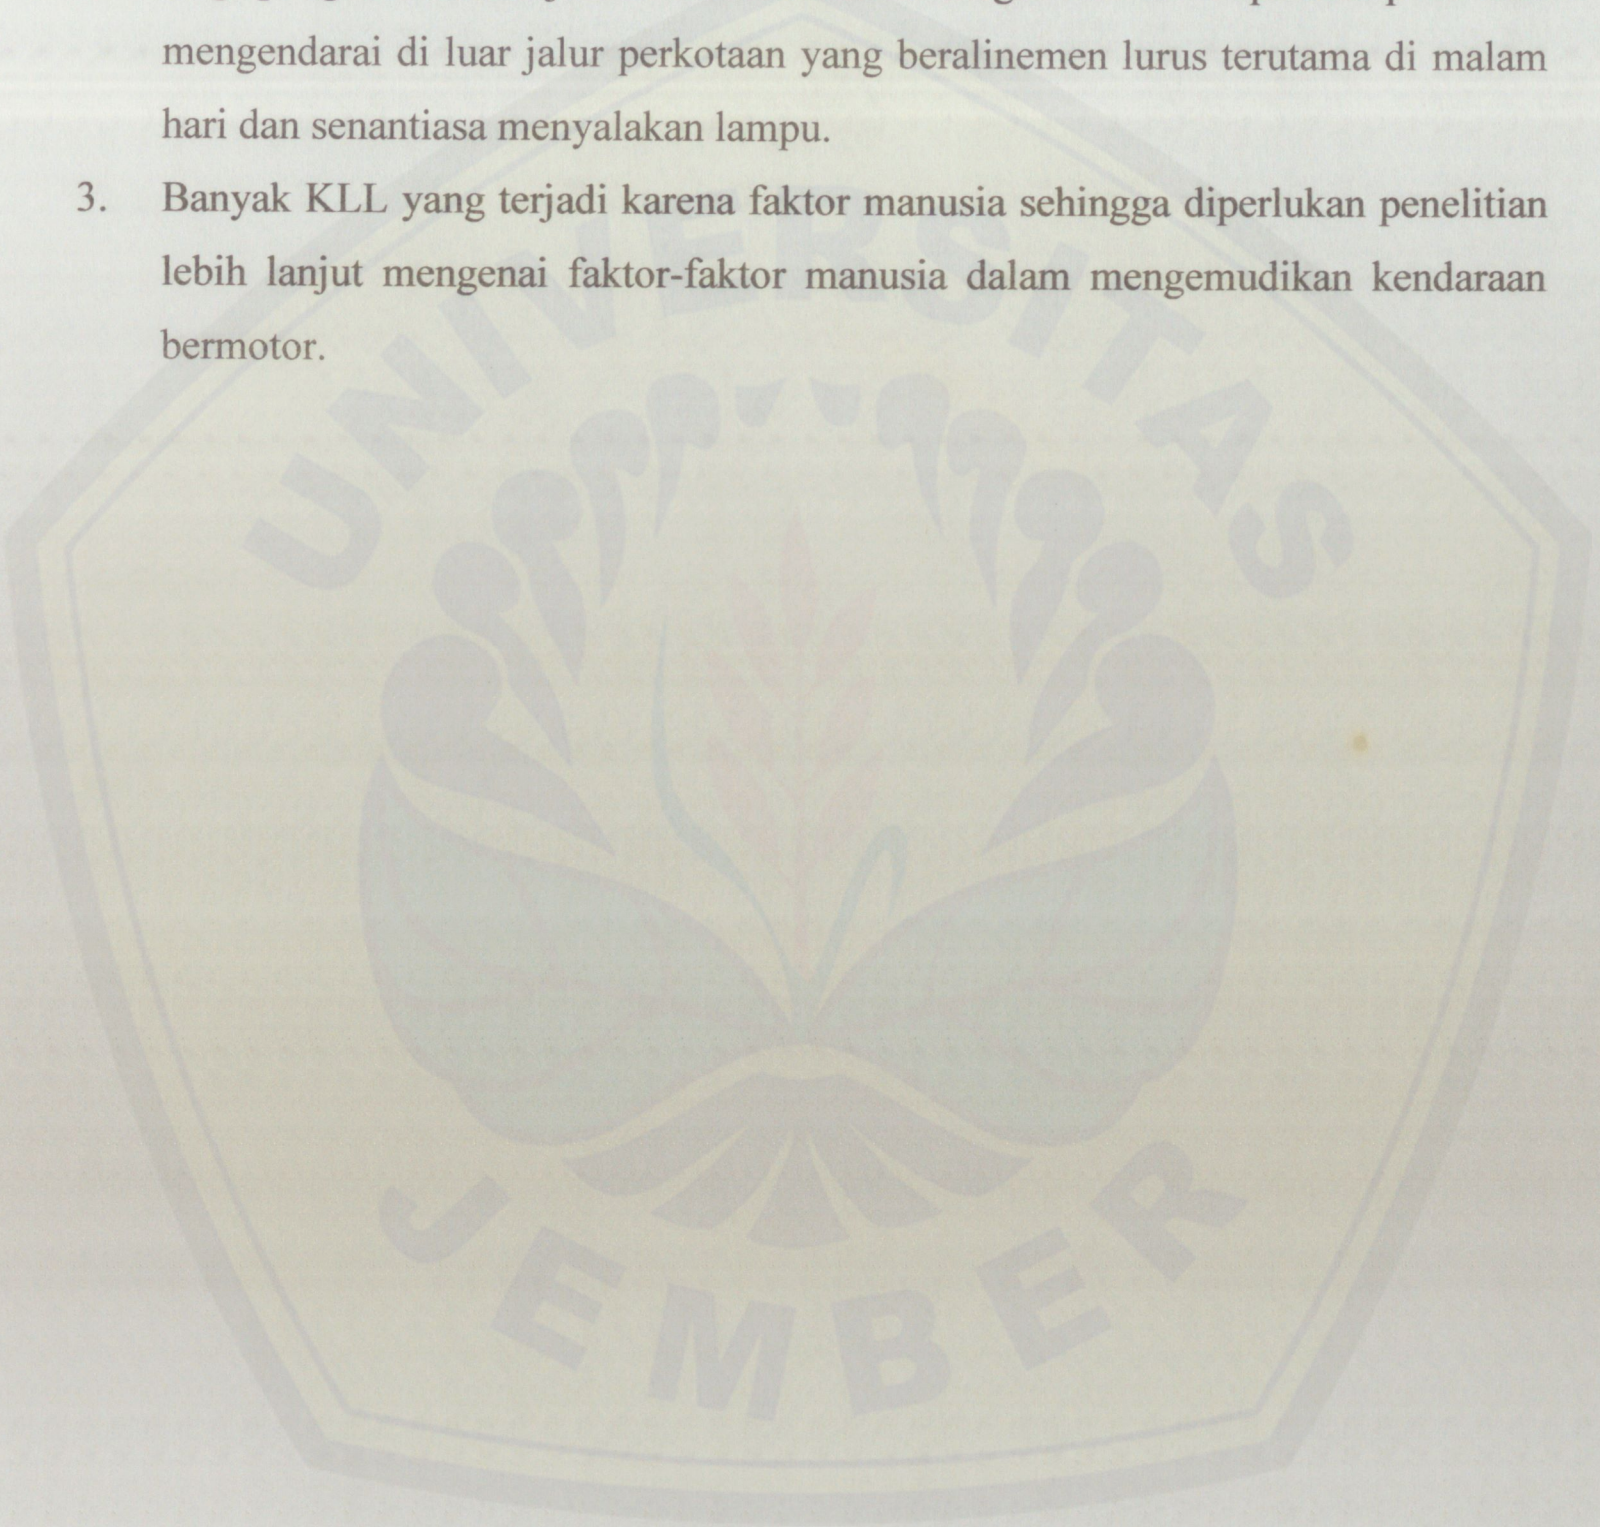 mengendarai di luar jalur perkotaan yang beralinemen lurus terutama di malam
hari dan senantiasa menyalakan lampu.
3. Banyak KLL yang terjadi karena faktor manusia sehingga diperlukan penelitian
lebih lanjut mengenai faktor-faktor manusia dalam mengemudikan kendaraan
bermotor.
UNIVERSITAS
JEMBER